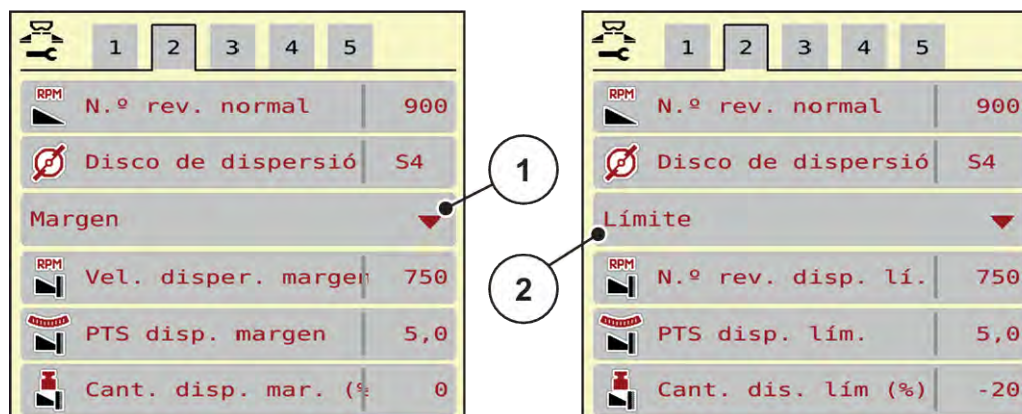 1 2 3 4 5
RPM
N.º rev. normal 900
Disco de dispersió S4
Margen
RPM
Vel. disper. margen 750
PTS disp. margen 5,0
Cant. disp. mar. (% 0
1
2
1 2 3 4 5
RPM
N.º rev. normal 900
Disco de dispersió S4
Límite
RPM
N.º rev. disp. lí. 750
PTS disp. lím. 5,0
Cant. dis. lím (%) -20